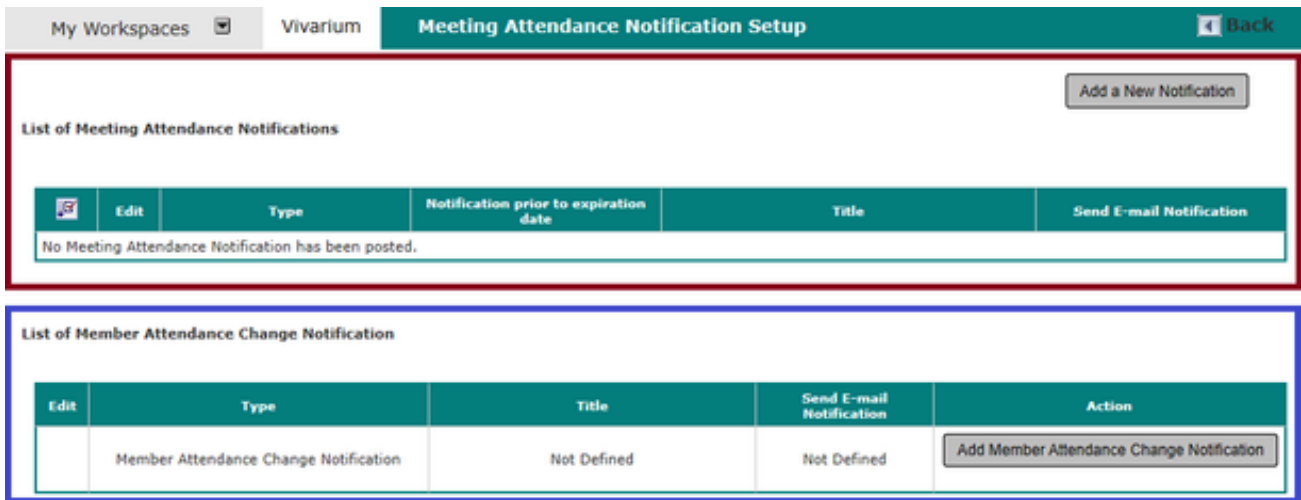 My Workspaces Vivarium Meeting Attendance Notification Setup Back
Add a New Notification
List of Meeting Attendance Notifications
Edit Type Notification prior to expiration date Title Send E-mail Notification
No Meeting Attendance Notification has been posted.
List of Member Attendance Change Notification
Edit Type Title Send E-mail Notification Action
Member Attendance Change Notification Not Defined Not Defined Add Member Attendance Change Notification